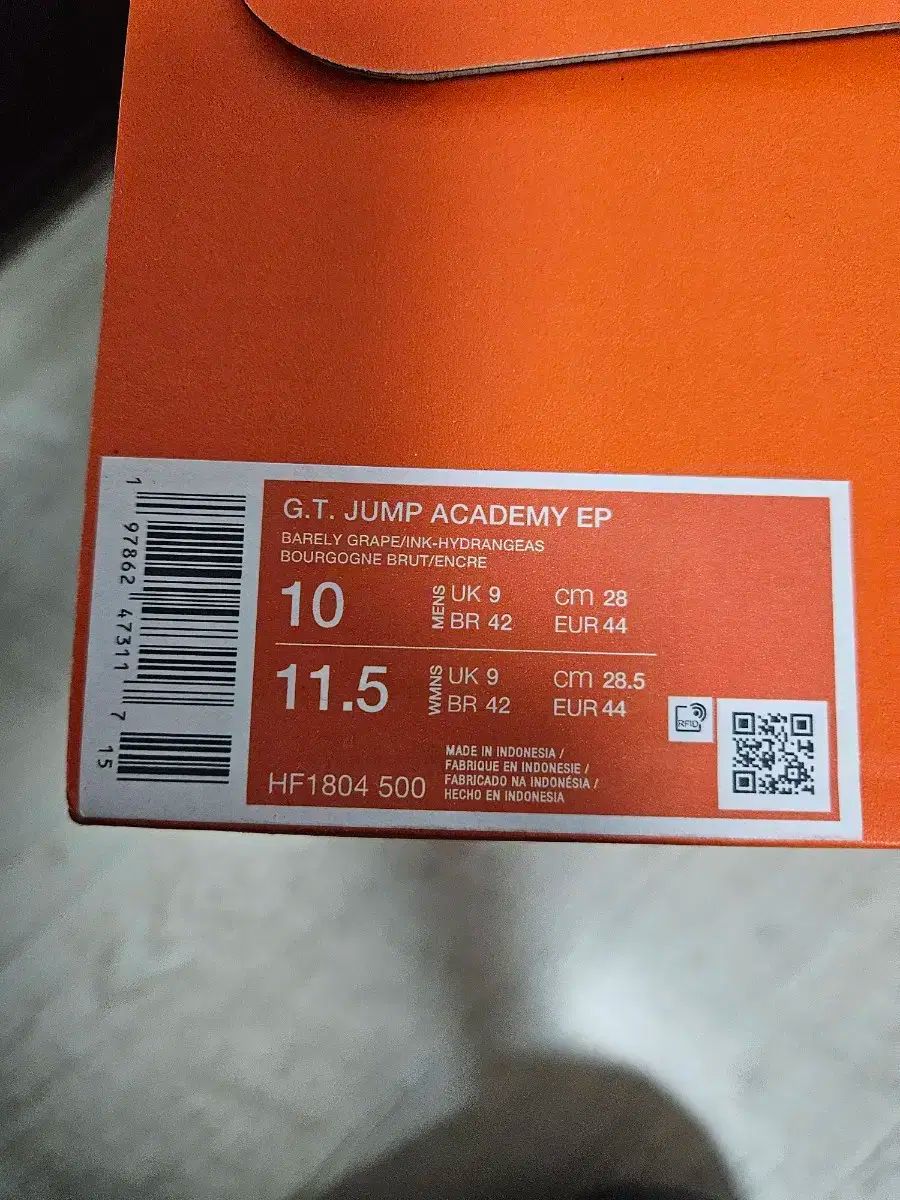 G.T. JUMP ACADEMY EP
BARELY GRAPE/INK-HYDRANGEAS
BOURGOGNE BRUT/ENCRE
10
MENS
UK 9
cm 28
BR 42
EUR 44
11.5
WMNS
UK 9
cm 28.5
BR 42
EUR 44
HF1804 500
MADE IN INDONESIA /
FABRIQUE EN INDONESIE /
FABRICADO NA INDONÉSIA /
HECHO EN INDONESIA
RFID
1 97862 47311 7 15